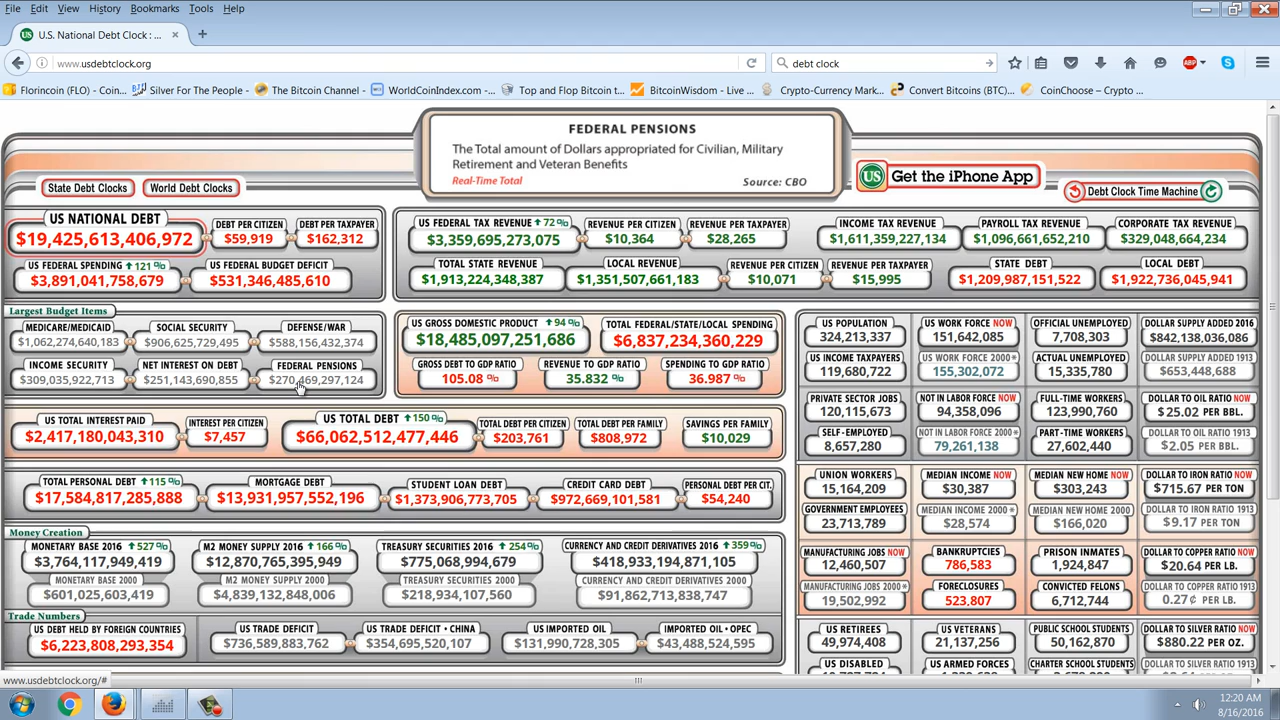 File Edit View History Bookmarks Tools Help
U.S. National Debt Clock : ...
www.usdebtclock.org
debt clock
Florincoin (FLO) - Coin...
Silver For The People - ...
The Bitcoin Channel - ...
WorldCoinIndex.com -...
Top and Flop Bitcoin t...
BitcoinWisdom - Live ...
Crypto-Currency Mark...
Convert Bitcoins (BTC)...
CoinChoose – Crypto ...
FEDERAL PENSIONS
The Total amount of Dollars appropriated for Civilian, Military
Retirement and Veteran Benefits
Real-Time Total
Source: CBO
State Debt Clocks
World Debt Clocks
US Get the iPhone App
Debt Clock Time Machine
US NATIONAL DEBT
$19,425,613,406,972
DEBT PER CITIZEN
$59,919
DEBT PER TAXPAYER
$162,312
US FEDERAL SPENDING 121 %
$3,891,041,758,679
US FEDERAL BUDGET DEFICIT
$531,346,485,610
US FEDERAL TAX REVENUE 72 %
$3,359,695,273,075
REVENUE PER CITIZEN
$10,364
REVENUE PER TAXPAYER
$28,265
INCOME TAX REVENUE
$1,611,359,227,134
PAYROLL TAX REVENUE
$1,096,661,652,210
CORPORATE TAX REVENUE
$329,048,664,234
TOTAL STATE REVENUE
$1,913,224,348,387
LOCAL REVENUE
$1,351,507,661,183
REVENUE PER CITIZEN
$10,071
REVENUE PER TAXPAYER
$15,995
STATE DEBT
$1,209,987,151,522
LOCAL DEBT
$1,922,736,045,941
Largest Budget Items
MEDICARE/MEDICAID
$1,062,274,640,183
SOCIAL SECURITY
$906,625,729,495
DEFENSE/WAR
$588,156,432,374
INCOME SECURITY
$309,035,922,713
NET INTEREST ON DEBT
$251,143,690,855
FEDERAL PENSIONS
$270,469,297,124
US GROSS DOMESTIC PRODUCT 94 %
$18,485,097,251,686
TOTAL FEDERAL/STATE/LOCAL SPENDING
$6,837,234,360,229
GROSS DEBT TO GDP RATIO
105.08 %
REVENUE TO GDP RATIO
35.832 %
SPENDING TO GDP RATIO
36.987 %
US TOTAL INTEREST PAID
$2,417,180,043,310
INTEREST PER CITIZEN
$7,457
US TOTAL DEBT 150 %
$66,062,512,477,446
TOTAL DEBT PER CITIZEN
$203,761
TOTAL DEBT PER FAMILY
$808,972
SAVINGS PER FAMILY
$10,029
TOTAL PERSONAL DEBT 115 %
$17,584,817,285,888
MORTGAGE DEBT
$13,931,957,552,196
STUDENT LOAN DEBT
$1,373,906,773,705
CREDIT CARD DEBT
$972,669,101,581
PERSONAL DEBT PER CIT.
$54,240
Money Creation
MONETARY BASE 2016 527 %
$3,764,117,949,419
MONETARY BASE 2000
$601,025,603,419
M2 MONEY SUPPLY 2016 166 %
$12,870,765,395,949
M2 MONEY SUPPLY 2000
$4,839,132,848,006
TREASURY SECURITIES 2016 254 %
$775,068,994,679
TREASURY SECURITIES 2000
$218,934,107,560
CURRENCY AND CREDIT DERIVATIVES 2016 359 %
$418,933,194,871,105
CURRENCY AND CREDIT DERIVATIVES 2000
$91,862,713,838,747
Trade Numbers
US DEBT HELD BY FOREIGN COUNTRIES
$6,223,808,293,354
US TRADE DEFICIT
$736,589,883,762
US TRADE DEFICIT • CHINA
$354,695,520,107
US IMPORTED OIL
$131,990,728,305
IMPORTED OIL • OPEC
$43,488,524,595
US POPULATION
324,213,337
US WORK FORCE NOW
151,642,085
OFFICIAL UNEMPLOYED
7,708,303
DOLLAR SUPPLY ADDED 2016
$842,138,036,086
US INCOME TAXPAYERS
119,680,722
US WORK FORCE 2000*
155,302,072
ACTUAL UNEMPLOYED
15,335,780
DOLLAR SUPPLY ADDED 1913
$653,448,688
PRIVATE SECTOR JOBS
120,115,673
NOT IN LABOR FORCE NOW
94,358,096
FULL-TIME WORKERS
123,990,760
DOLLAR TO OIL RATIO NOW
$25.02 PER BBL.
SELF-EMPLOYED
8,657,280
NOT IN LABOR FORCE 2000*
79,261,138
PART-TIME WORKERS
27,602,440
DOLLAR TO OIL RATIO 1913
$2.05 PER BBL.
UNION WORKERS
15,164,209
MEDIAN INCOME NOW
$30,387
MEDIAN NEW HOME NOW
$303,243
DOLLAR TO IRON RATIO NOW
$715.67 PER TON
GOVERNMENT EMPLOYEES
23,713,789
MEDIAN INCOME 2000*
$28,574
MEDIAN NEW HOME 2000
$166,020
DOLLAR TO IRON RATIO 2000
$9.17 PER TON
MANUFACTURING JOBS NOW
12,460,507
BANKRUPTCIES
786,583
PRISON INMATES
1,924,847
DOLLAR TO COPPER RATIO NOW
$20.64 PER LB.
MANUFACTURING JOBS 2000*
19,502,992
FORECLOSURES
523,807
CONVICTED FELONS
6,712,744
DOLLAR TO COPPER RATIO 1913
0.27¢ PER LB.
US RETIREES
49,974,408
US VETERANS
21,137,256
PUBLIC SCHOOL STUDENTS
50,162,870
DOLLAR TO SILVER RATIO NOW
$880.22 PER OZ.
US DISABLED
US ARMED FORCES
CHARTER SCHOOL STUDENTS
DOLLAR TO SILVER RATIO 1913
www.usdebtclock.org/#
12:20 AM
8/16/2016